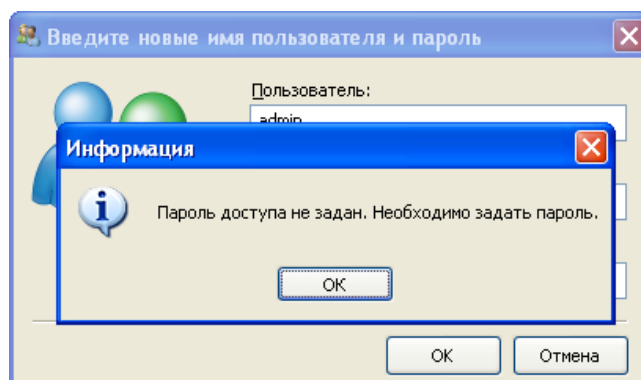 Введите новые имя пользователя и пароль
Пользователь:
admin
Информация
Пароль доступа не задан. Необходимо задать пароль.
OK
OK
Отмена